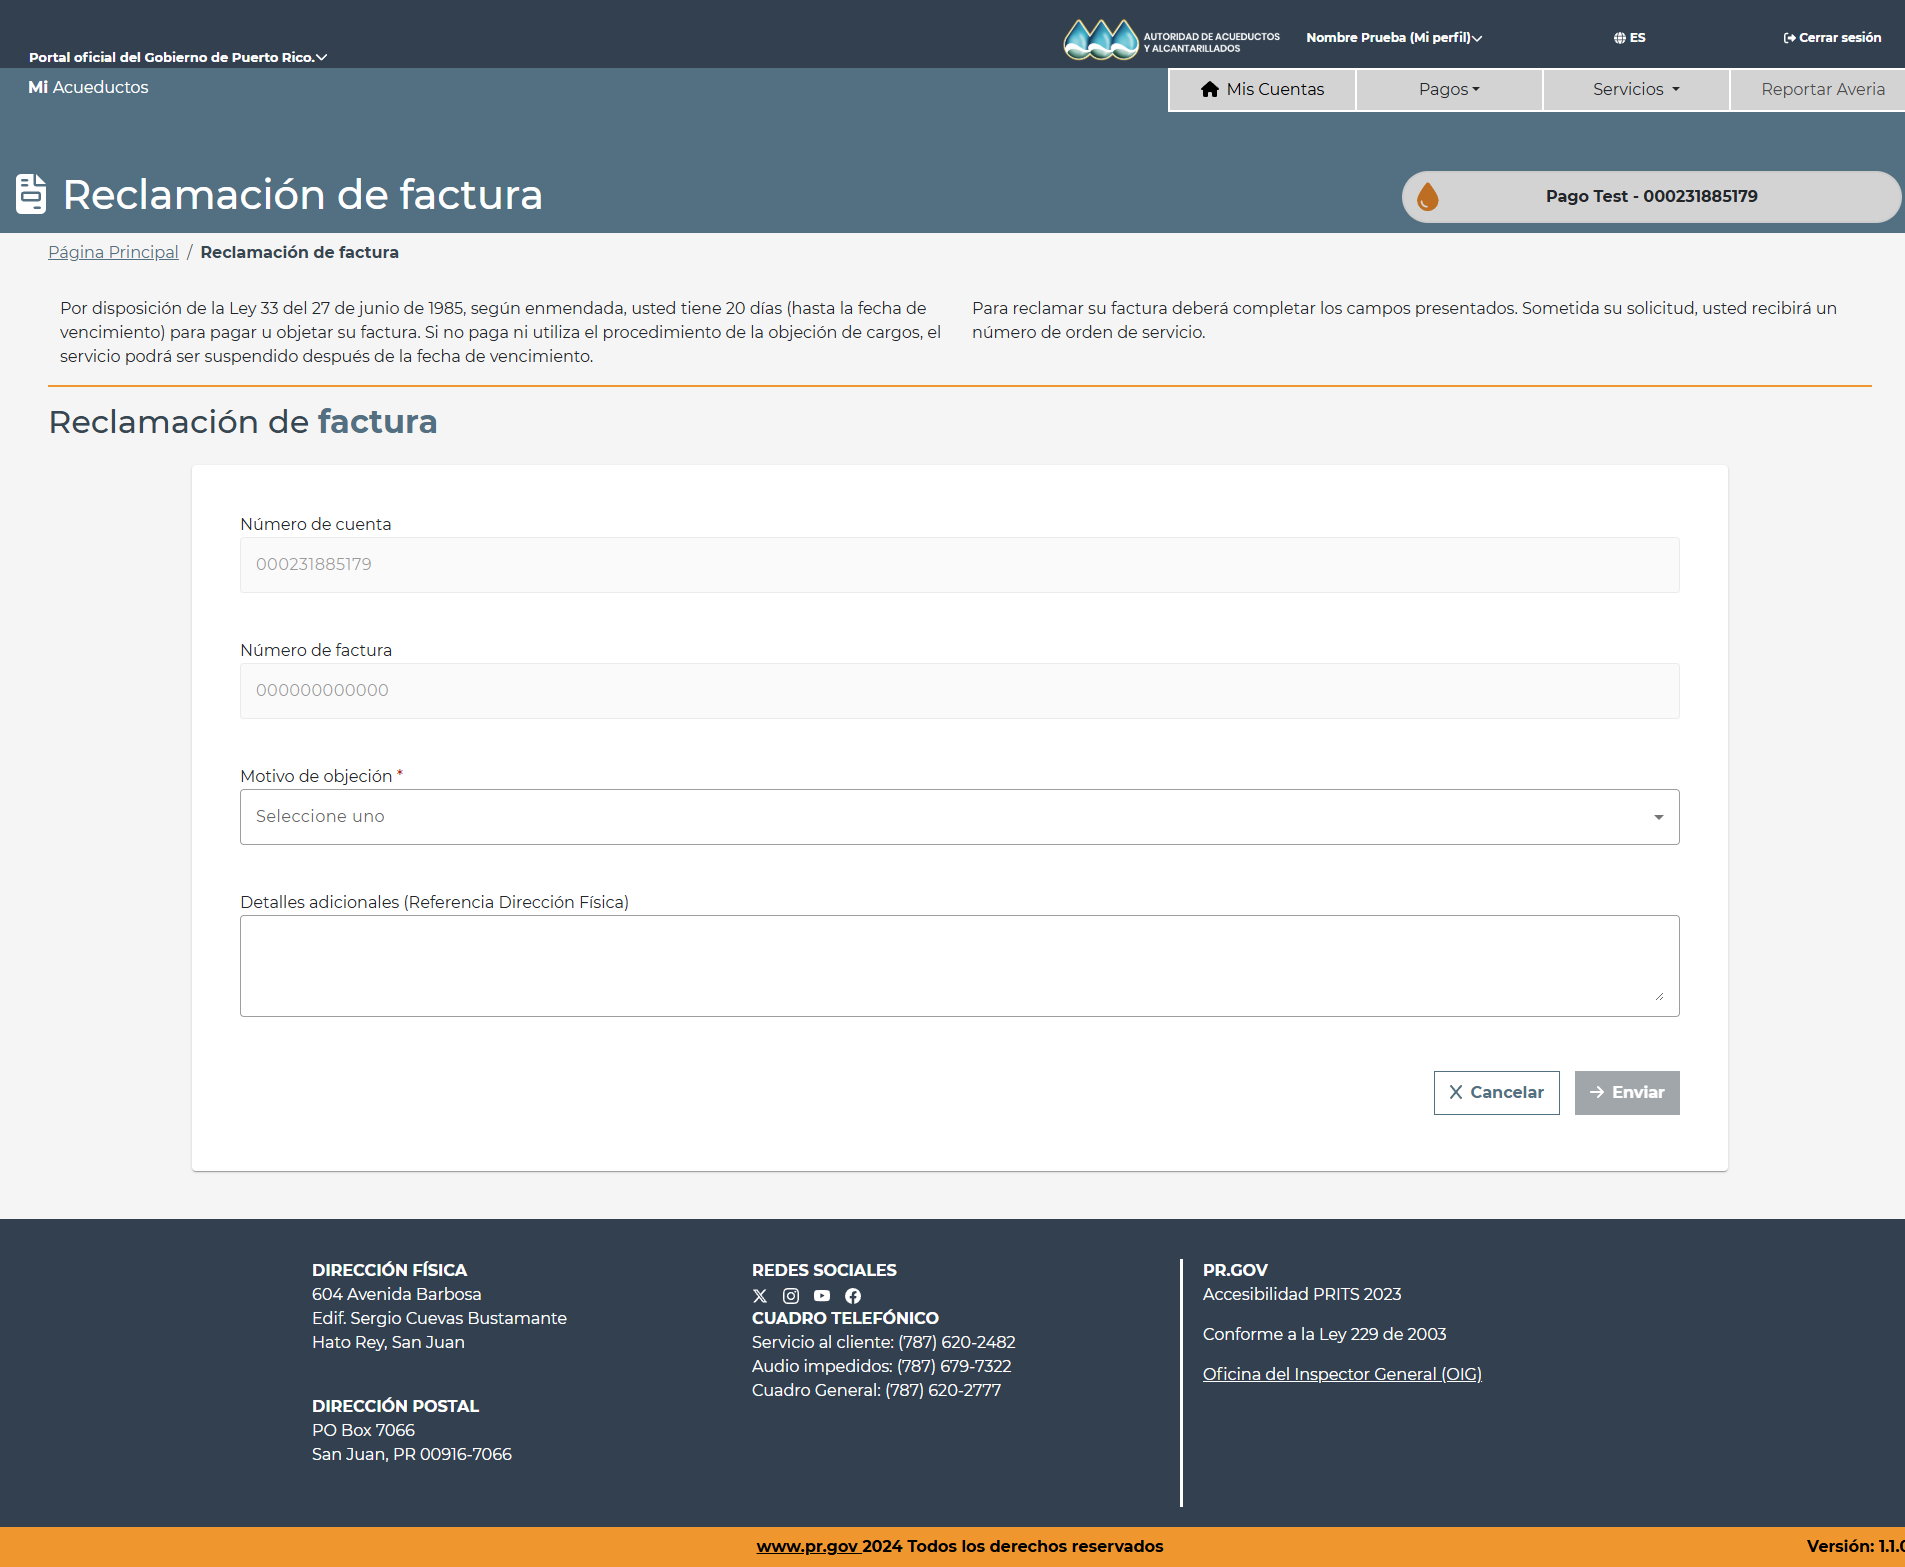 Portal oficial del Gobierno de Puerto Rico.
AUTORIDAD DE ACUEDUCTOS
Y ALCANTARILLADOS
Nombre Prueba (Mi perfil)
ES
Cerrar sesión
Mi Acueductos
Mis Cuentas
Pagos
Servicios
Reportar Averia
Reclamación de factura
Pago Test - 000231885179
Página Principal / Reclamación de factura
Por disposición de la Ley 33 del 27 de junio de 1985, según enmendada, usted tiene 20 días (hasta la fecha de
vencimiento) para pagar u objetar su factura. Si no paga ni utiliza el procedimiento de la objeción de cargos, el
servicio podrá ser suspendido después de la fecha de vencimiento.
Para reclamar su factura deberá completar los campos presentados. Sometida su solicitud, usted recibirá un
número de orden de servicio.
Reclamación de factura
Número de cuenta
000231885179
Número de factura
000000000000
Motivo de objeción *
Seleccione uno
Detalles adicionales (Referencia Dirección Física)
Cancelar
Enviar
DIRECCIÓN FÍSICA
604 Avenida Barbosa
Edif. Sergio Cuevas Bustamante
Hato Rey, San Juan
DIRECCIÓN POSTAL
PO Box 7066
San Juan, PR 00916-7066
REDES SOCIALES
CUADRO TELEFÓNICO
Servicio al cliente: (787) 620-2482
Audio impedidos: (787) 679-7322
Cuadro General: (787) 620-2777
PR.GOV
Accesibilidad PRITS 2023
Conforme a la Ley 229 de 2003
Oficina del Inspector General (OIG)
www.pr.gov 2024 Todos los derechos reservados
Versión: 1.1.0